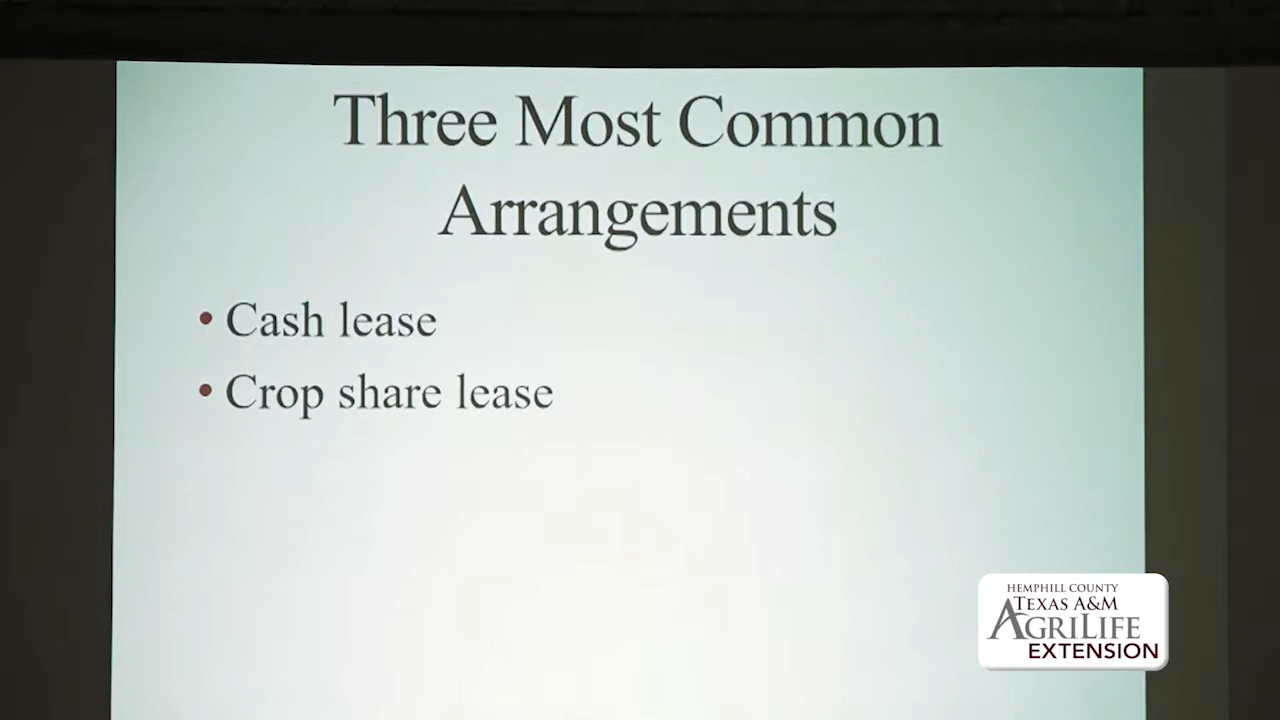 Three Most Common
Arrangements
• Cash lease
• Crop share lease
HEMPHILL COUNTY
TEXAS A&M
AGRILIFE
EXTENSION